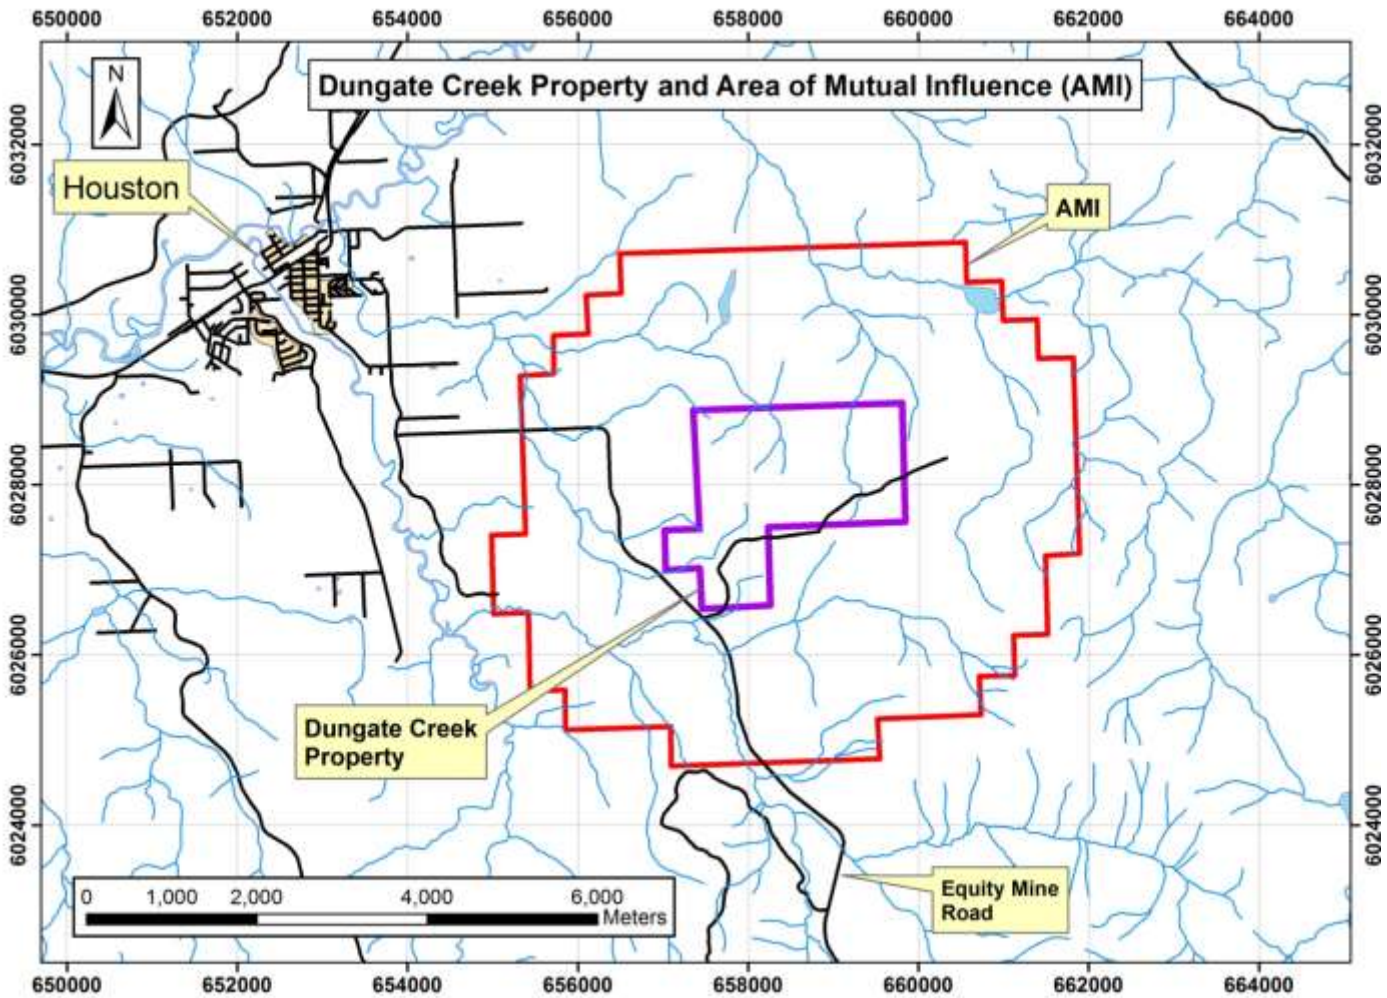 650000 652000 654000 656000 658000 660000 662000 664000
N
Dungate Creek Property and Area of Mutual Influence (AMI)
6032000 6032000
Houston
AMI
6030000 6030000
6028000 6028000
6026000 6026000
Dungate Creek
Property
6024000 6024000
Equity Mine
Road
0 1,000 2,000 4,000 6,000
Meters
650000 652000 654000 656000 658000 660000 662000 664000